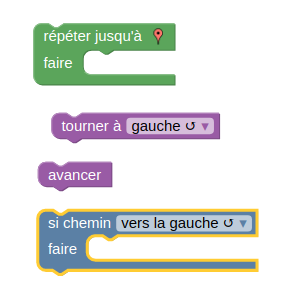 répéter jusqu'à
faire
tourner à gauche ↺ ▼
avancer
si chemin vers la gauche ↺ ▼
faire